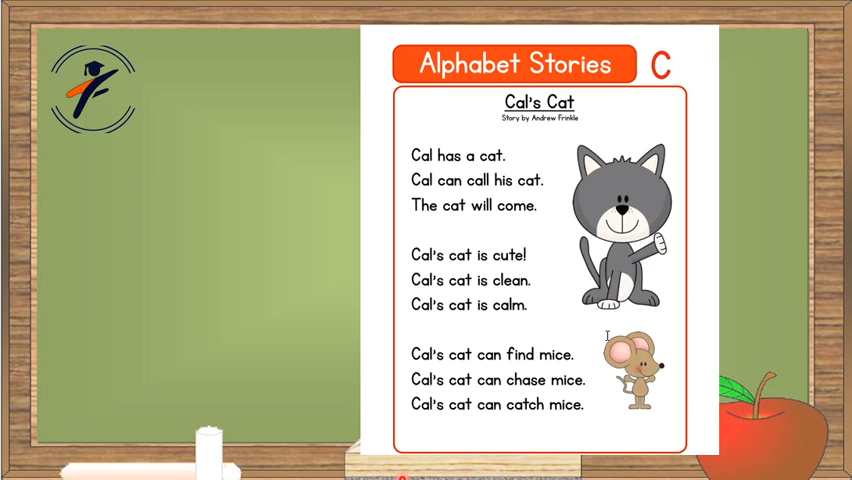 Alphabet Stories C
Cal's Cat
Story by Andrew Frinkle
Cal has a cat.
Cal can call his cat.
The cat will come.
Cal's cat is cute!
Cal's cat is clean.
Cal's cat is calm.
Cal's cat can find mice.
Cal's cat can chase mice.
Cal's cat can catch mice.